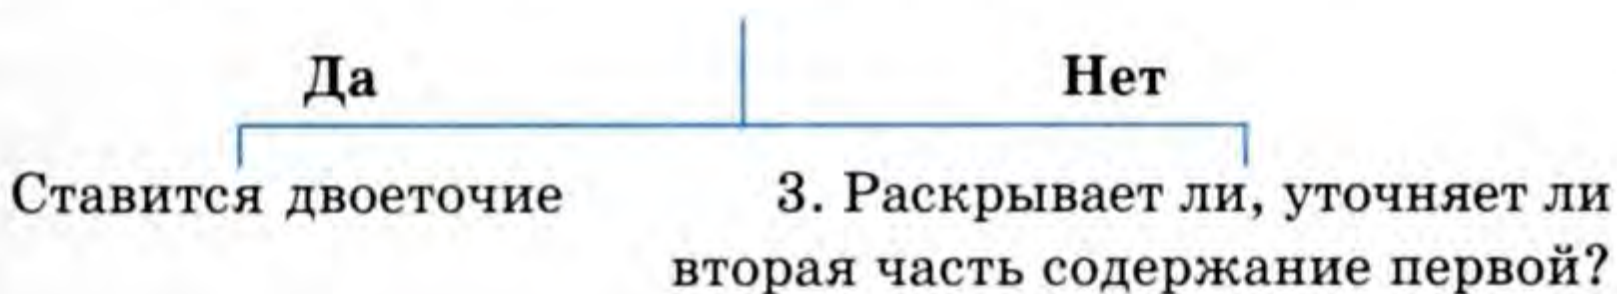 Да Нет
Ставится двоеточие 3. Раскрывает ли, уточняет ли
вторая часть содержание первой?